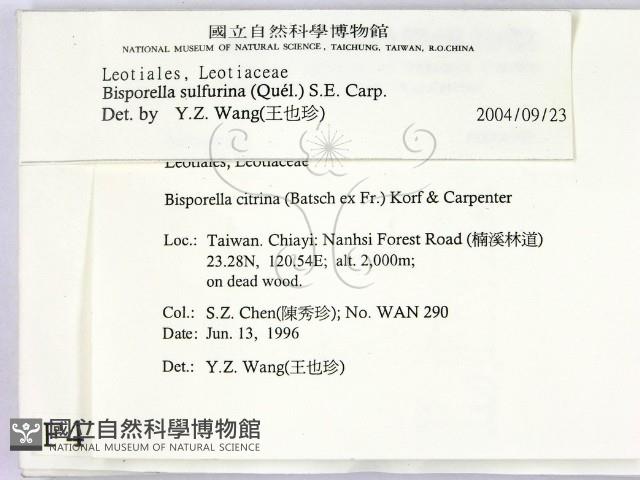 國立自然科學博物館
NATIONAL MUSEUM OF NATURAL SCIENCE, TAICHUNG, TAIWAN, R.O.CHINA
Leotiales, Leotiaceae
Bisporella sulfurina (Quél.) S.E. Carp.
Det. by Y.Z. Wang(王也珍) 2004/09/23
Leotiales, Leotiaceae
Bisporella citrina (Batsch ex Fr.) Korf & Carpenter
Loc.: Taiwan. Chiayi: Nanhsi Forest Road (楠溪林道)
23.28N, 120.54E; alt. 2,000m;
on dead wood.
Col.: S.Z. Chen(陳秀珍); No. WAN 290
Date: Jun. 13, 1996
Det.: Y.Z. Wang(王也珍)
國立自然科學博物館
NATIONAL MUSEUM OF NATURAL SCIENCE